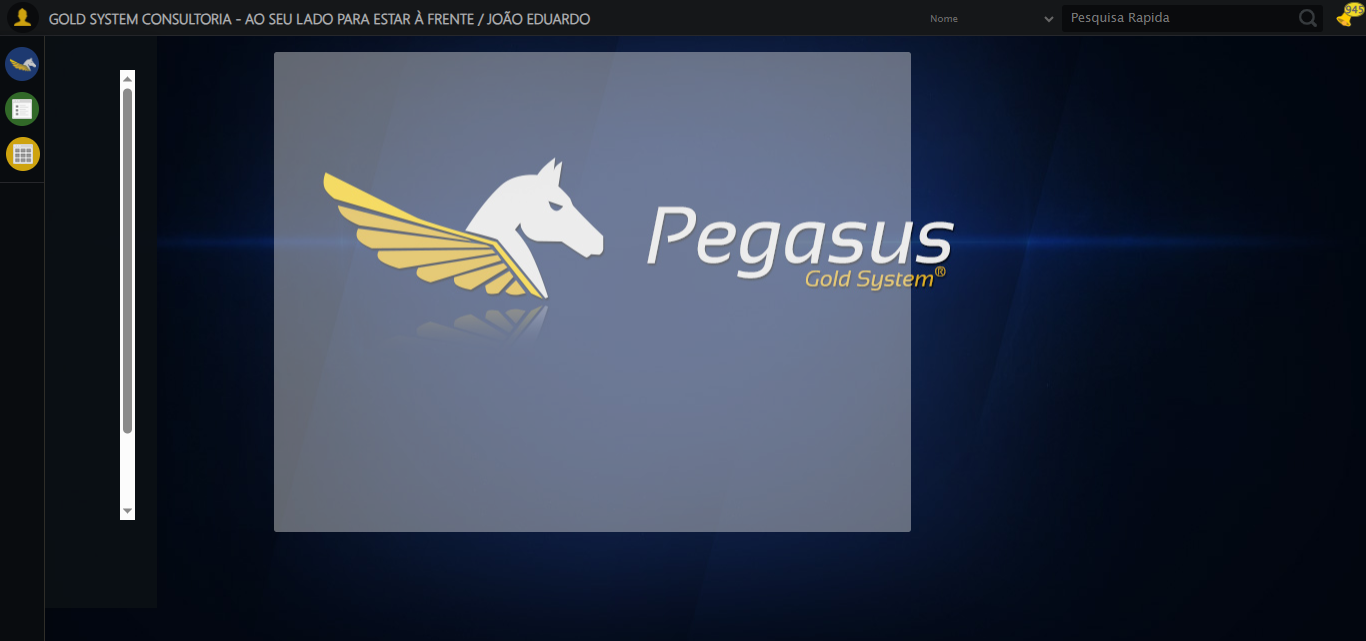 GOLD SYSTEM CONSULTORIA - AO SEU LADO PARA ESTAR À FRENTE / JOÃO EDUARDO
Nome
Pesquisa Rapida
945
Pegasus
Gold System®